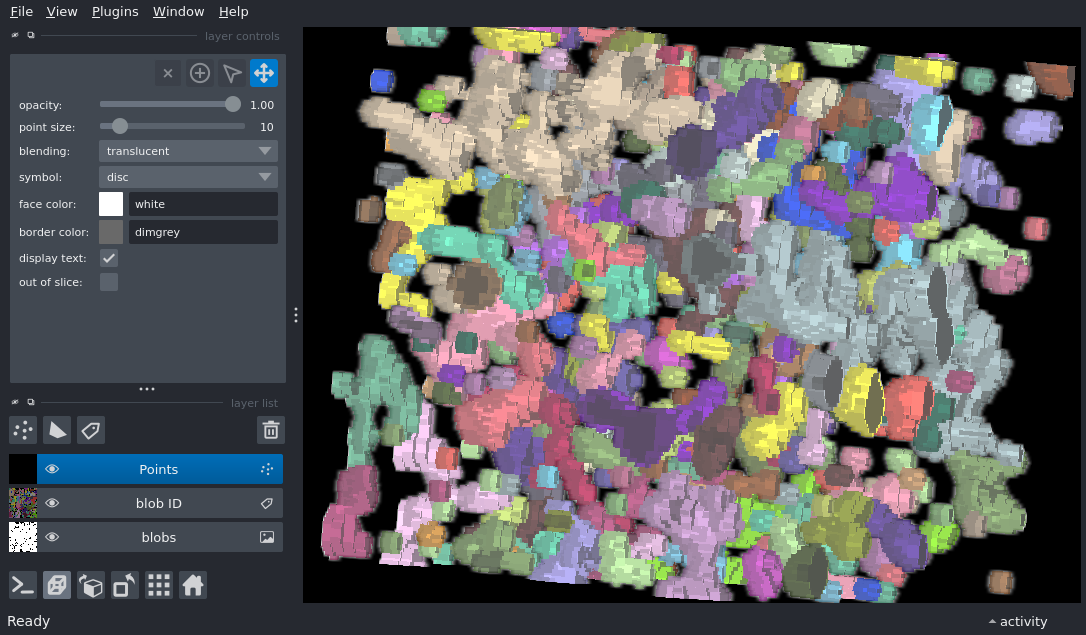 File View Plugins Window Help
layer controls
opacity: 1.00
point size: 10
blending: translucent
symbol: disc
face color: white
border color: dimgrey
display text:
out of slice:
layer list
Points
blob ID
blobs
Ready
activity